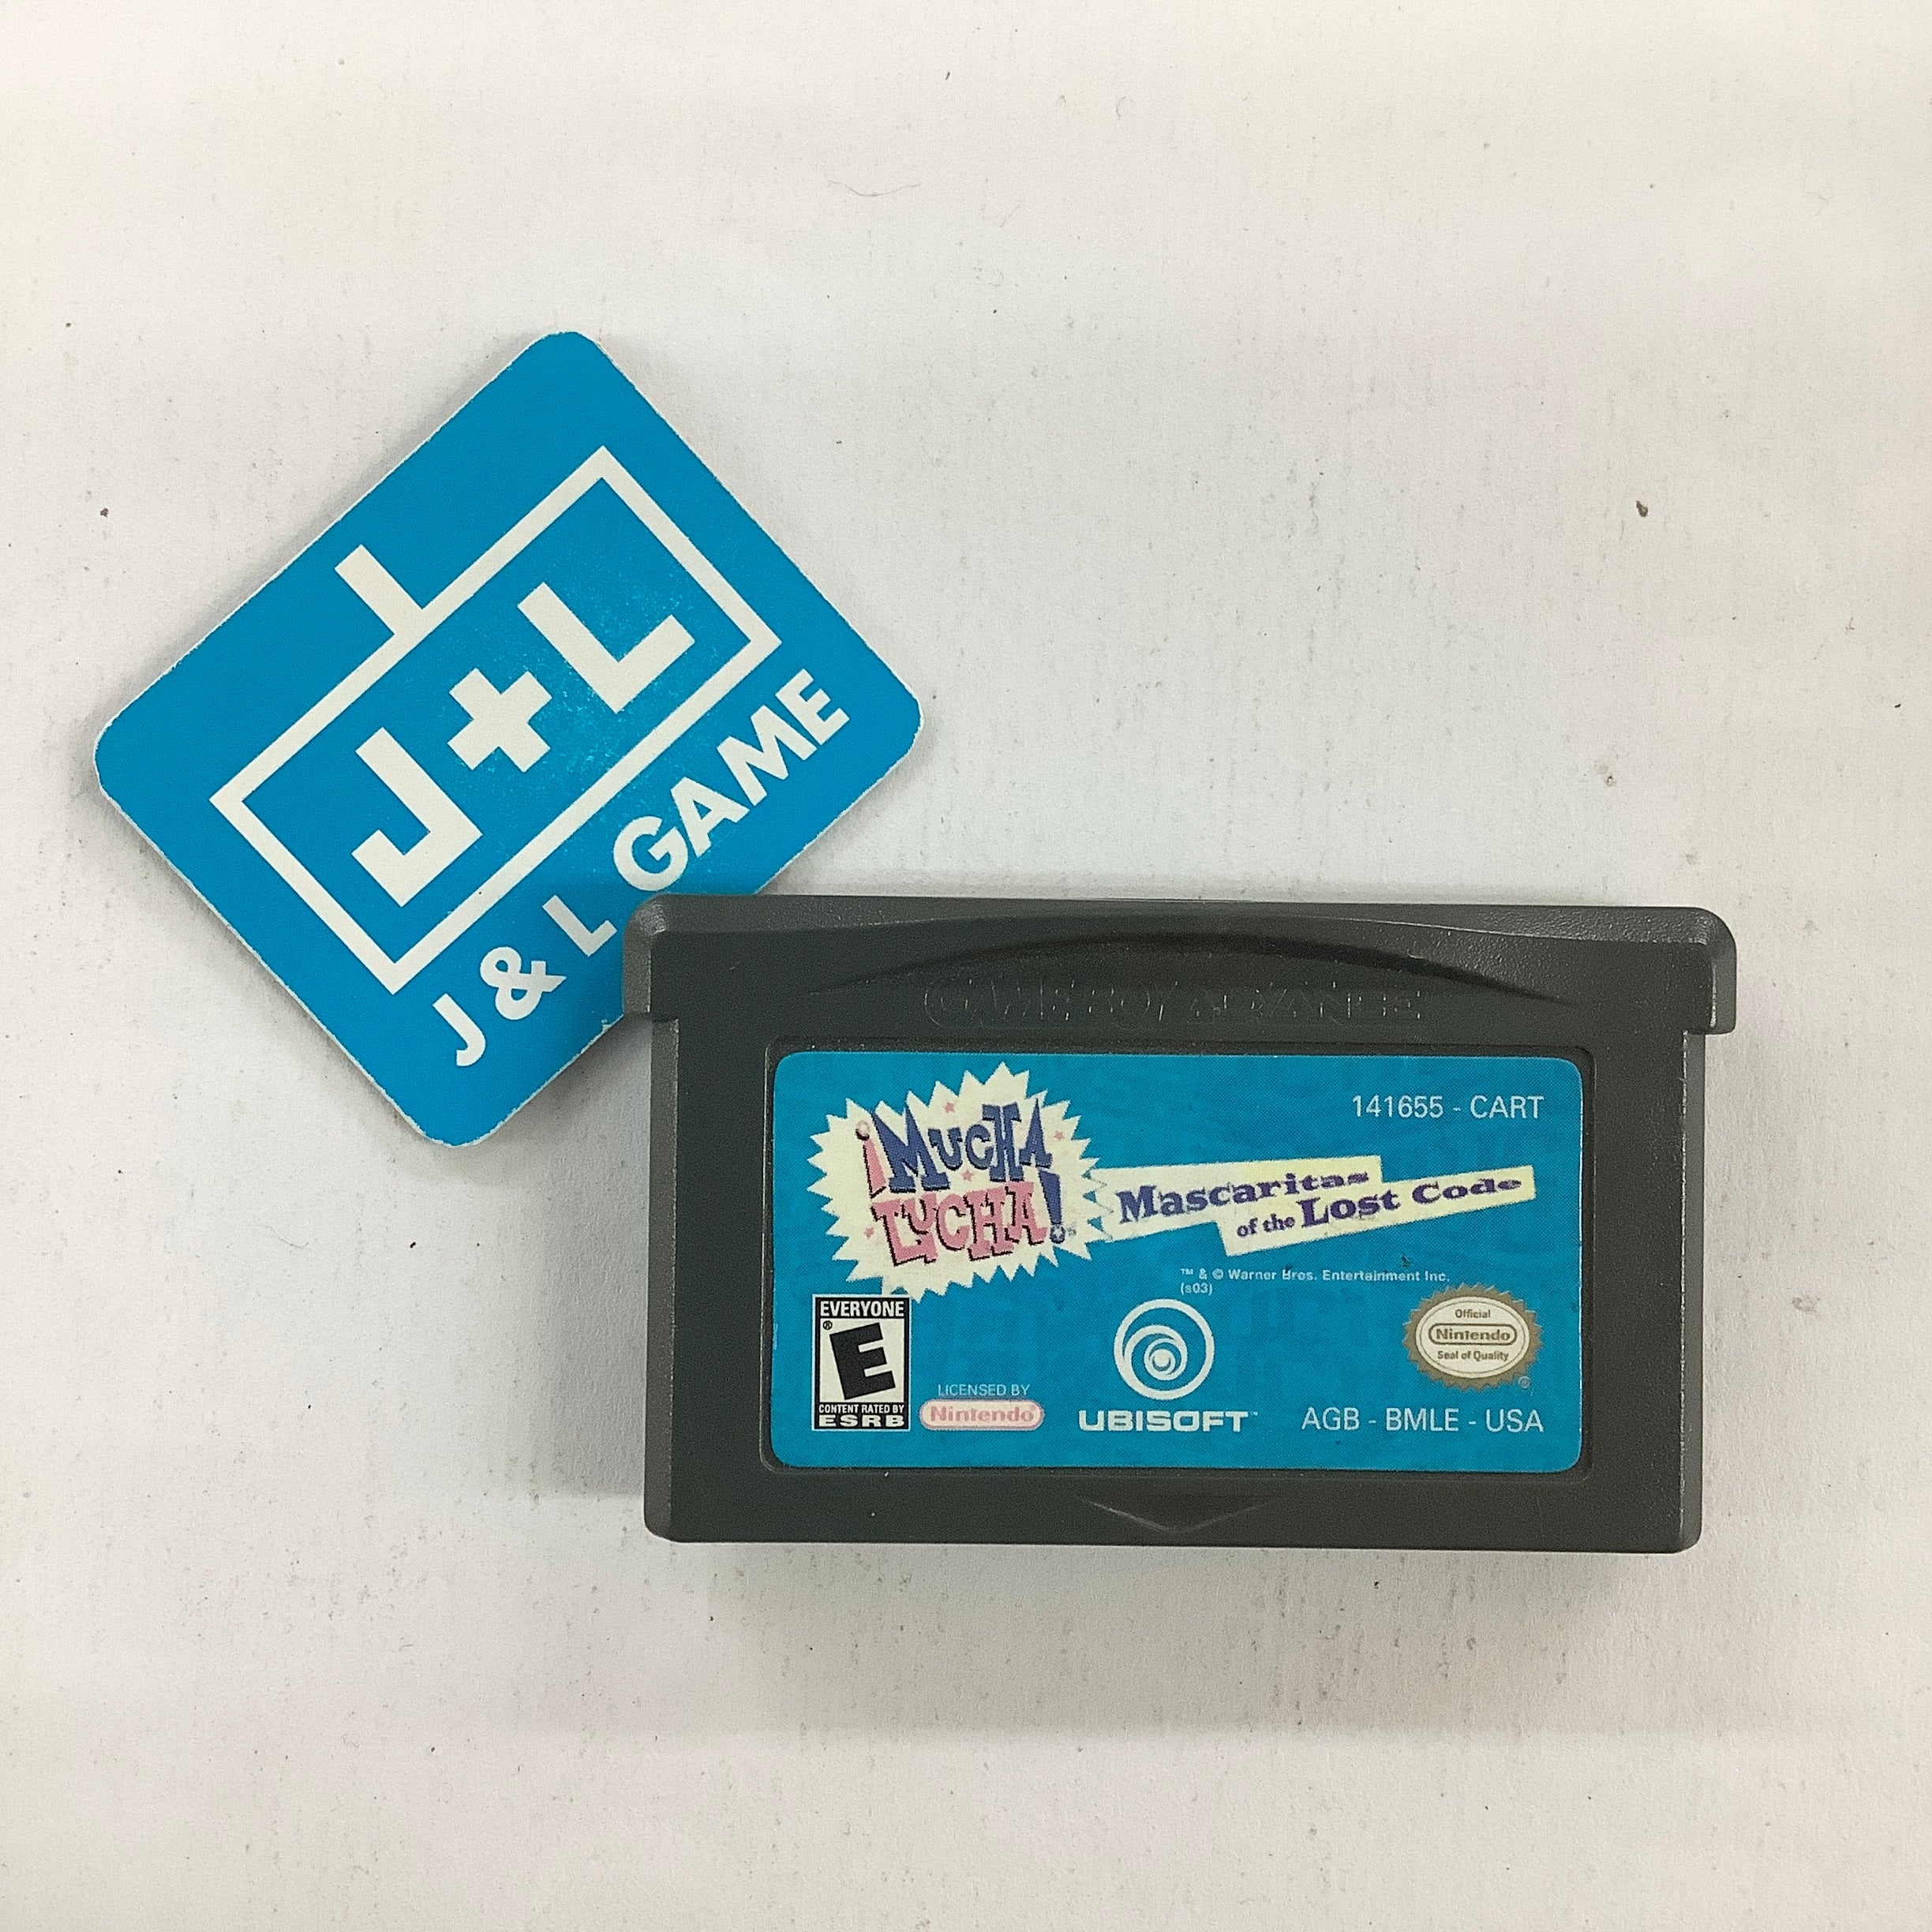 J+L
J & L GAME
GAME BOY ADVANCE
¡MUCHA
LUCHA!
141655 - CART
Mascaritas
of the Lost Code
™ & © Warner Bros. Entertainment Inc.
(s03)
EVERYONE
E
®
CONTENT RATED BY
ESRB
LICENSED BY
Nintendo®
UBISOFT™
Official
Nintendo
Seal of Quality
®
AGB - BMLE - USA